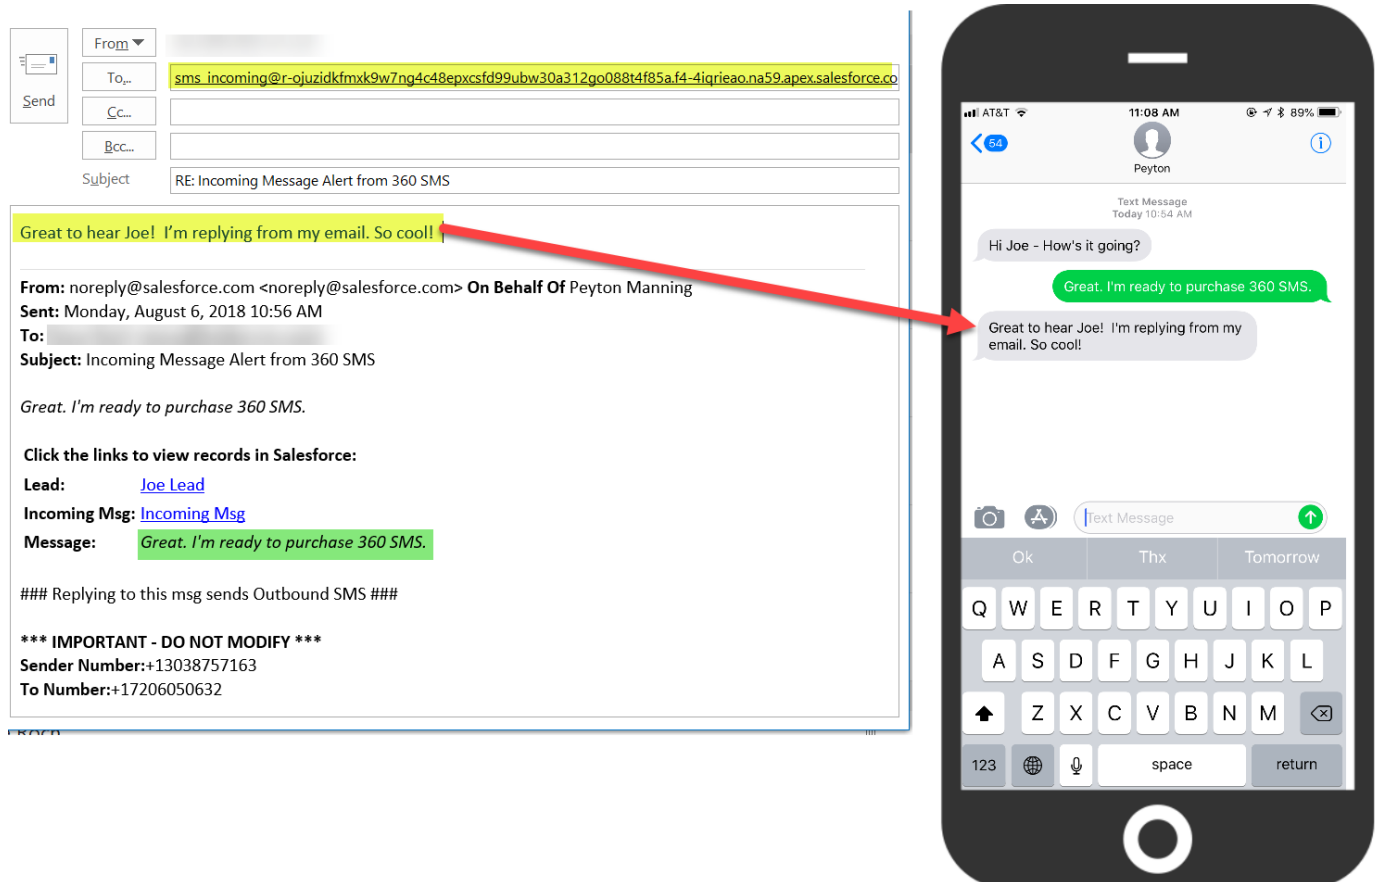 From
To...
sms_incoming@r-ojuzidkfmxk9w7ng4c48epxcsfd99ubw30a312go088t4f85a.f4-4iqrieao.na59.apex.salesforce.co
Send
Cc...
Bcc...
Subject
RE: Incoming Message Alert from 360 SMS
Great to hear Joe!  I'm replying from my email. So cool!
From: noreply@salesforce.com <noreply@salesforce.com> On Behalf Of Peyton Manning
Sent: Monday, August 6, 2018 10:56 AM
To:
Subject: Incoming Message Alert from 360 SMS
Great. I'm ready to purchase 360 SMS.
Click the links to view records in Salesforce:
Lead: Joe Lead
Incoming Msg: Incoming Msg
Message: Great. I'm ready to purchase 360 SMS.
### Replying to this msg sends Outbound SMS ###
*** IMPORTANT - DO NOT MODIFY ***
Sender Number:+13038757163
To Number:+17206050632
AT&T 11:08 AM 89%
54
Peyton
Text Message
Today 10:54 AM
Hi Joe - How's it going?
Great. I'm ready to purchase 360 SMS.
Great to hear Joe!  I'm replying from my
email. So cool!
Text Message
Ok Thx Tomorrow
Q W E R T Y U I O P
A S D F G H J K L
Z X C V B N M
123 space return